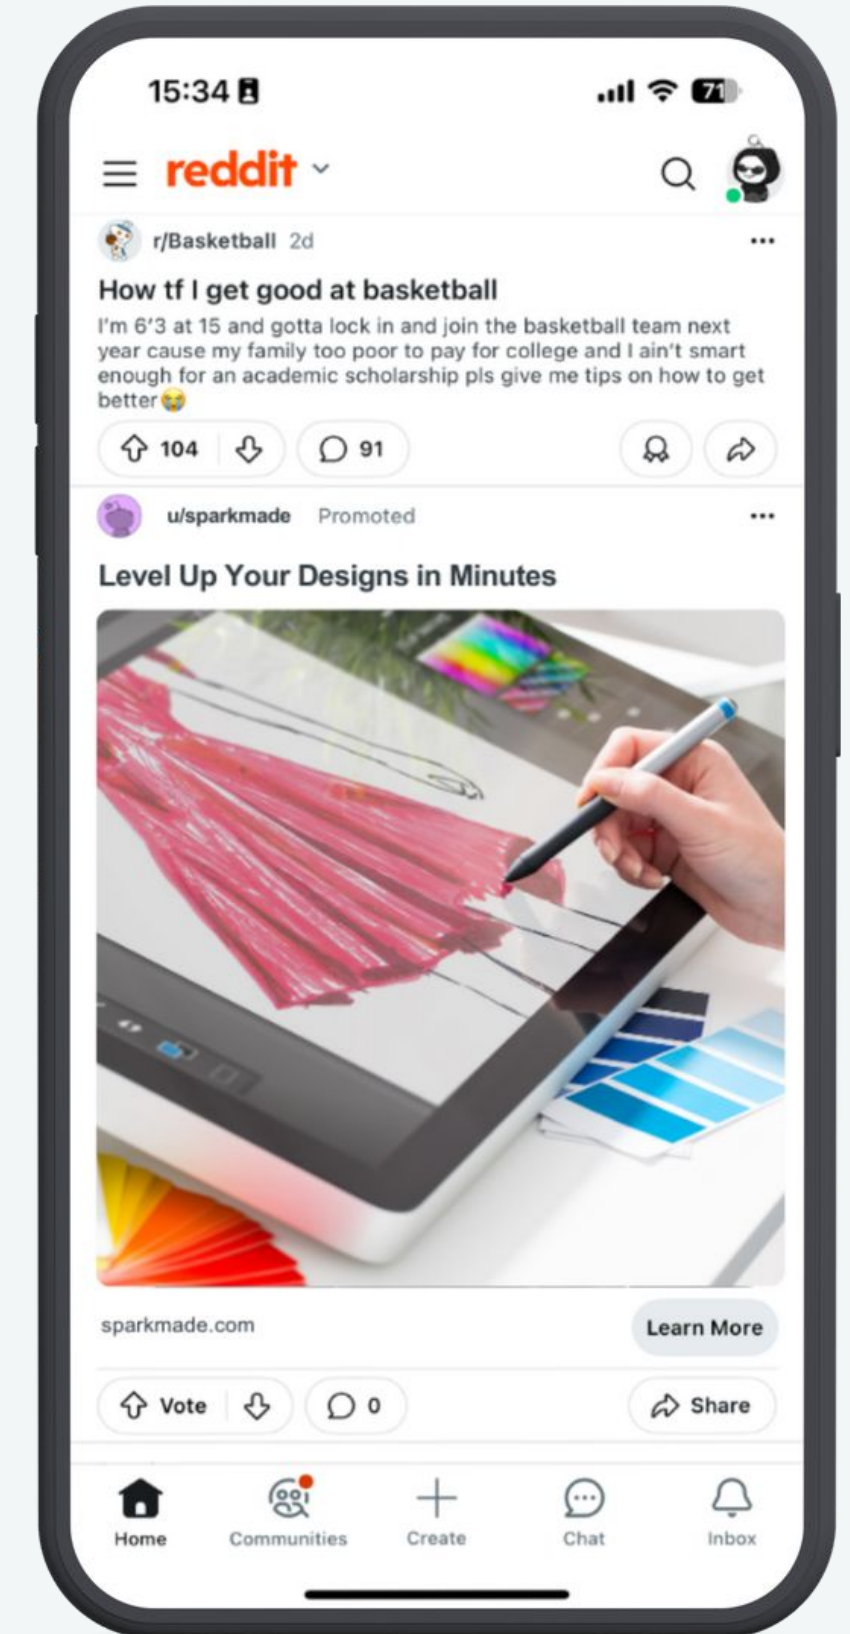 15:34
71
reddit
r/Basketball 2d
How tf I get good at basketball
I'm 6'3 at 15 and gotta lock in and join the basketball team next
year cause my family too poor to pay for college and I ain't smart
enough for an academic scholarship pls give me tips on how to get
better😭
104
91
u/sparkmade Promoted
Level Up Your Designs in Minutes
sparkmade.com
Learn More
Vote
0
Share
Home
Communities
Create
Chat
Inbox